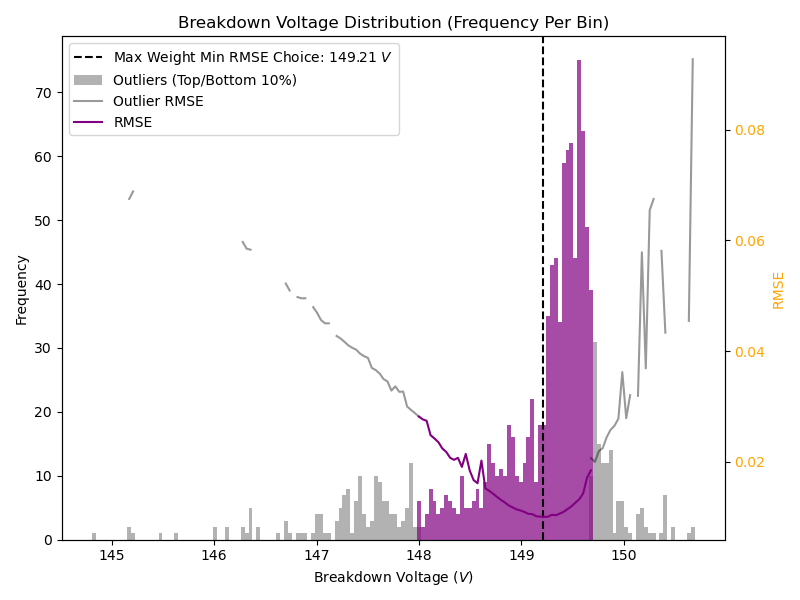 Breakdown Voltage Distribution (Frequency Per Bin)
Max Weight Min RMSE Choice: 149.21 V
Outliers (Top/Bottom 10%)
Outlier RMSE
RMSE
Frequency
70
60
50
40
30
20
10
0
0.08
0.06
0.04
0.02
RMSE
145
146
147
148
149
150
Breakdown Voltage (V)